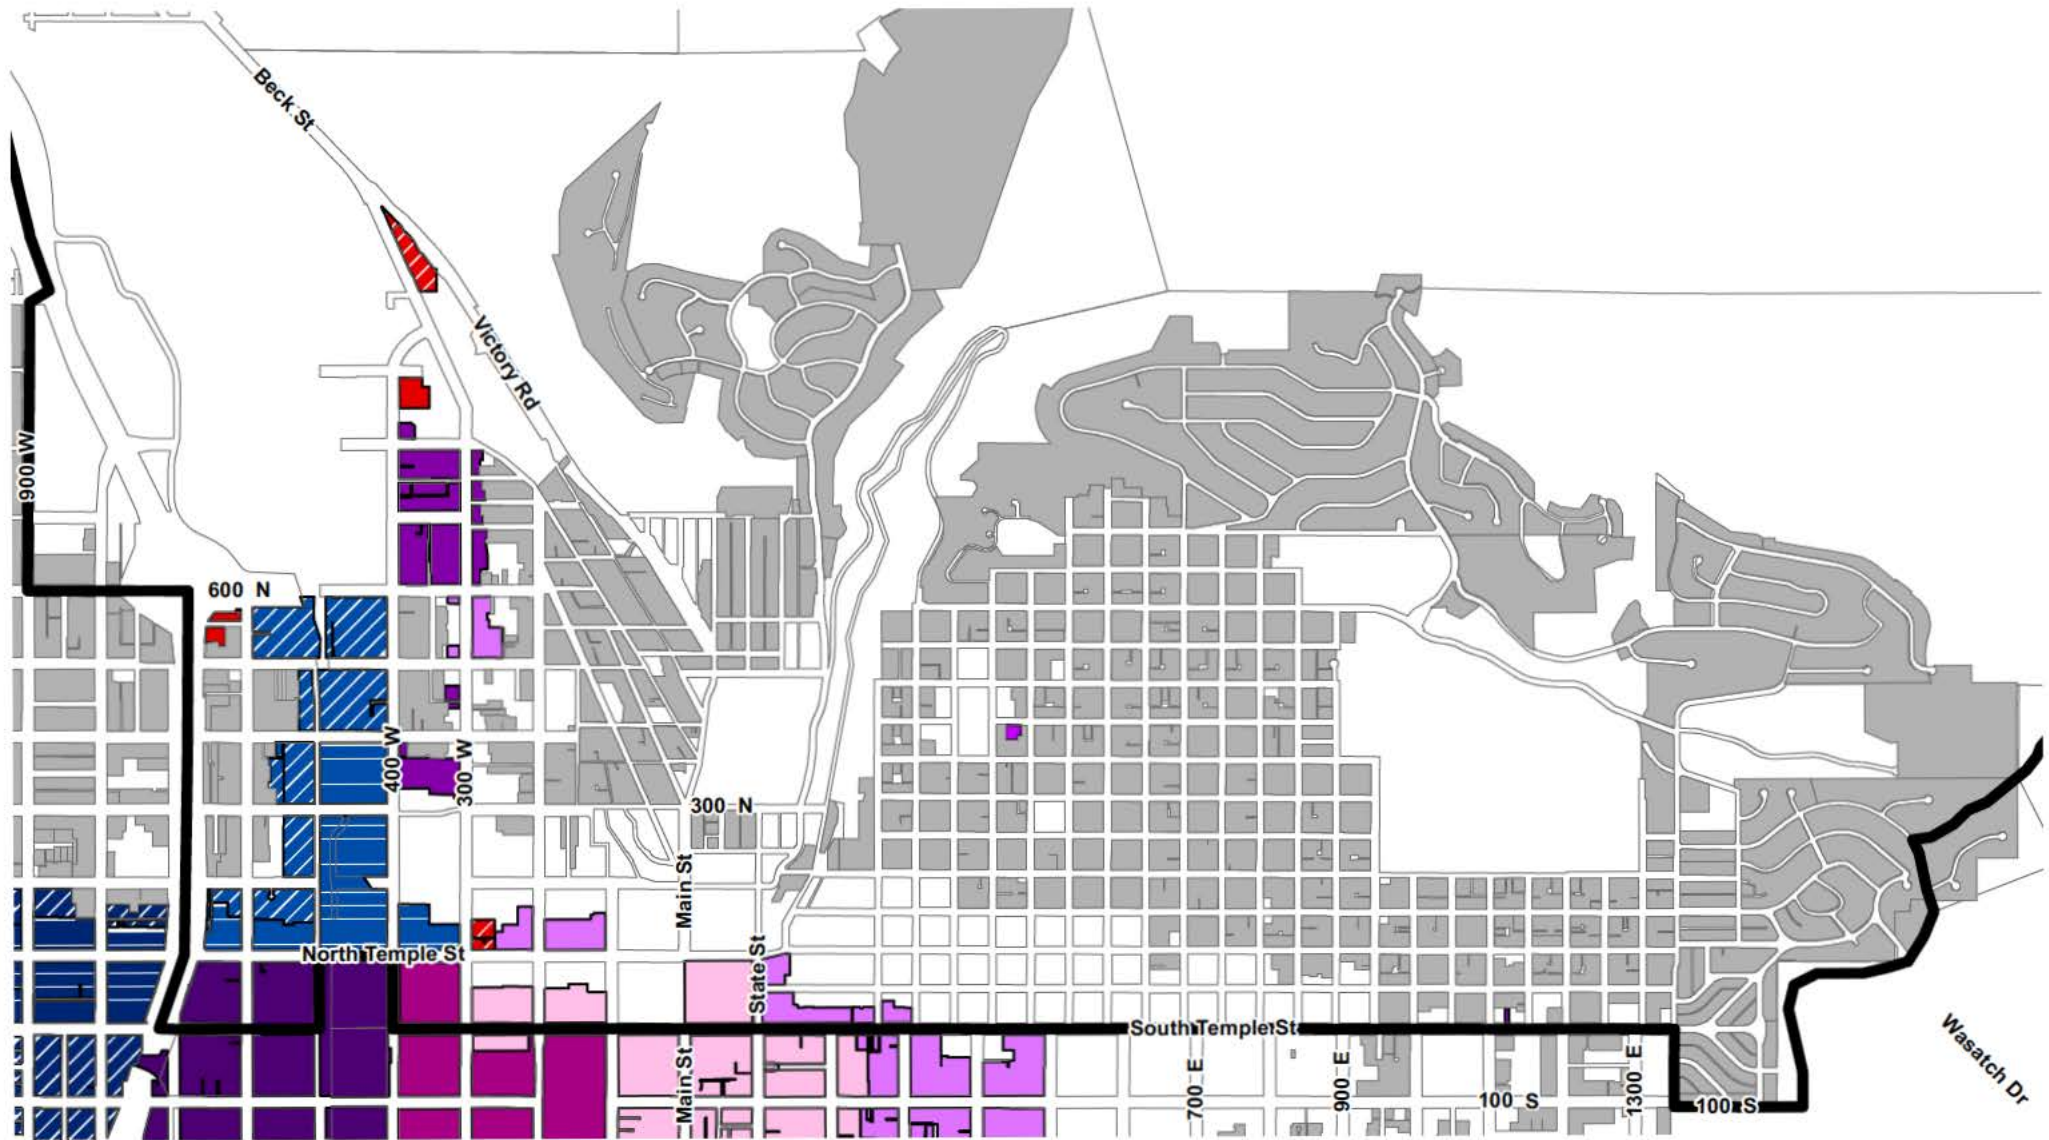 Beck St
Victory Rd
900 W
600 N
400 W
300 W
300 N
Main St
North Temple St
State St
South Temple St
Main St
700 E
900 E
100 S
1300 E
100 S
Wasatch Dr